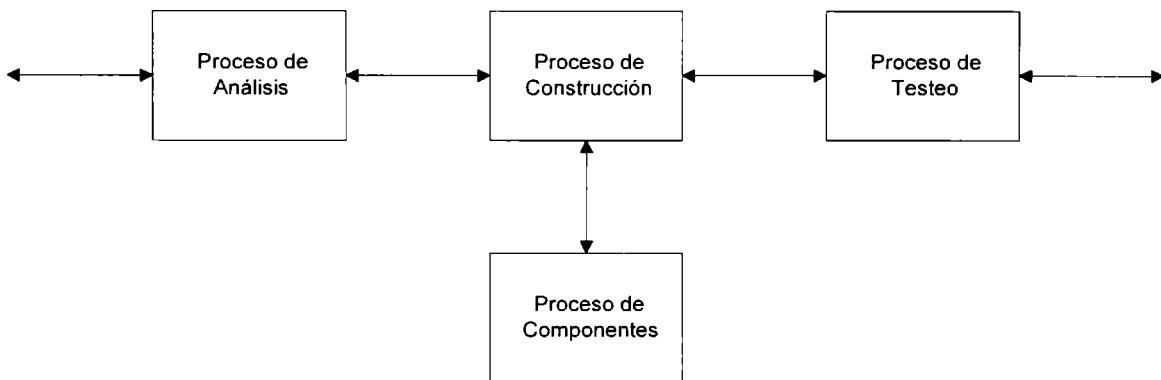 Proceso de
Análisis
Proceso de
Construcción
Proceso de
Testeo
Proceso de
Componentes